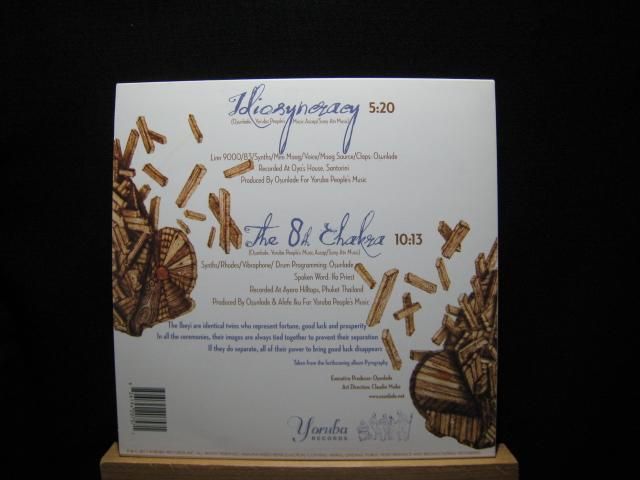 Idiosyncracy 5:20
(Osunlade, Yoruba People's Music Ascap/Sony Atv Music)
Linn 9000/B3/Synths/Mini Moog/Voice/Moog Source/Claps: Osunlade
Recorded At Oya's House, Santorini
Produced By Osunlade For Yoruba People's Music
The 8th Chakra 10:13
(Osunlade, Yoruba People's Music Ascap/Sony Atv Music)
Synths/Rhodes/Vibraphone/ Drum Programming: Osunlade
Spoken Word: Ifa Priest
Recorded At Ayara Hilltops, Phuket Thailand
Produced By Osunlade & Alafe Iku For Yoruba People's Music
The Ibeyi are identical twins who represent fortune, good luck and prosperity
In all the ceremonies, their images are always tied together to prevent their separation
If they do separate, all of their power to bring good luck disappears
Taken from the forthcoming album Pyrography
Executive Producer: Osunlade
Art Direction: Claudia
www.osunlade.net
Yoruba
RECORDS